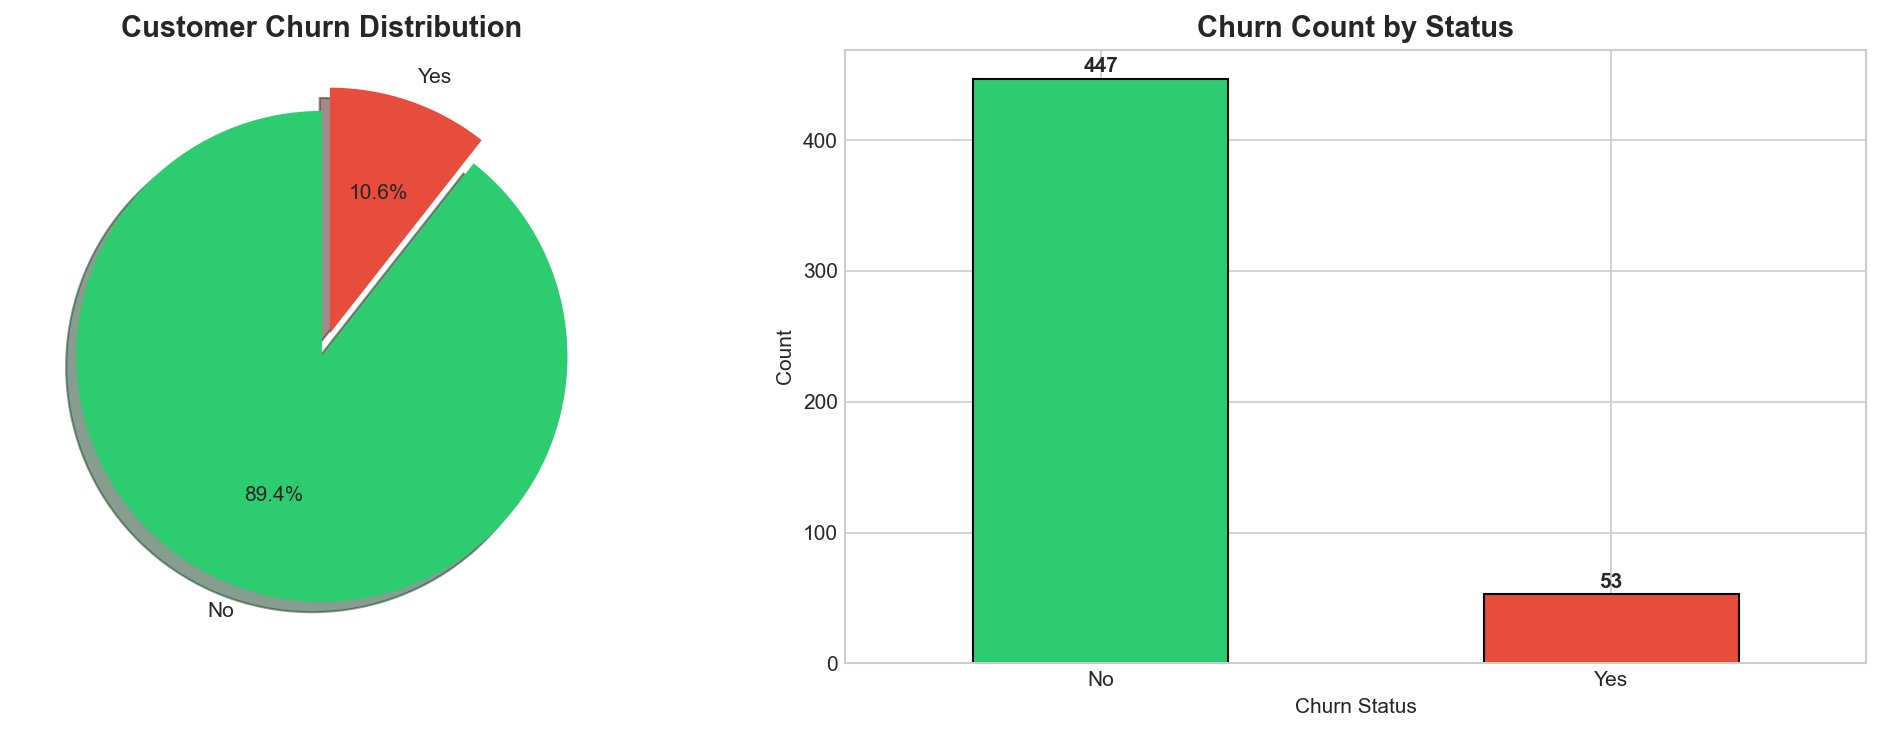 Customer Churn Distribution
Yes
10.6%
89.4%
No
Churn Count by Status
447
53
400
300
200
100
0
Count
No
Yes
Churn Status